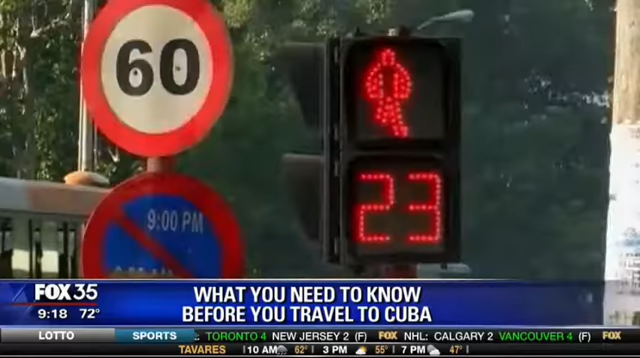 60
9:00 PM
23
FOX 35
9:18 72°
WHAT YOU NEED TO KNOW
BEFORE YOU TRAVEL TO CUBA
LOTTO SPORTS TORONTO 4 NEW JERSEY 2 (F) FOX NHL: CALGARY 2 VANCOUVER 4 (F) FOX
TAVARES 10 AM 62° 3 PM 55° 7 PM 47°